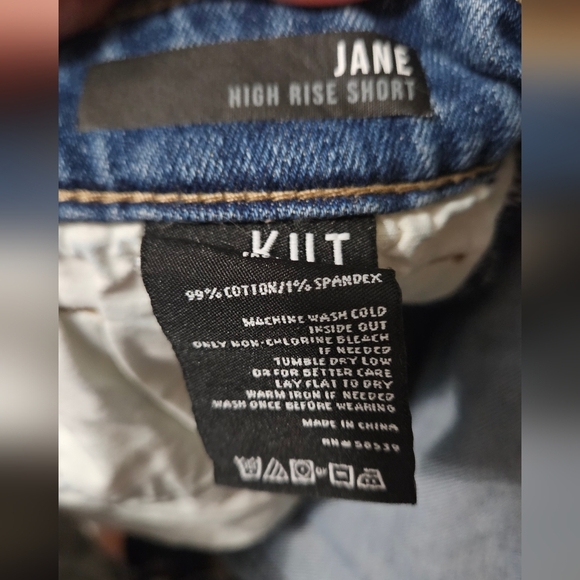 JANE
HIGH RISE SHORT
KUT
99% COTTON/1% SPANDEX
MACHINE WASH COLD
INSIDE OUT
ONLY NON-CHLORINE BLEACH
IF NEEDED
TUMBLE DRY LOW
OR FOR BETTER CARE
LAY FLAT TO DRY
WARM IRON IF NEEDED
WASH ONCE BEFORE WEARING
MADE IN CHINA
or